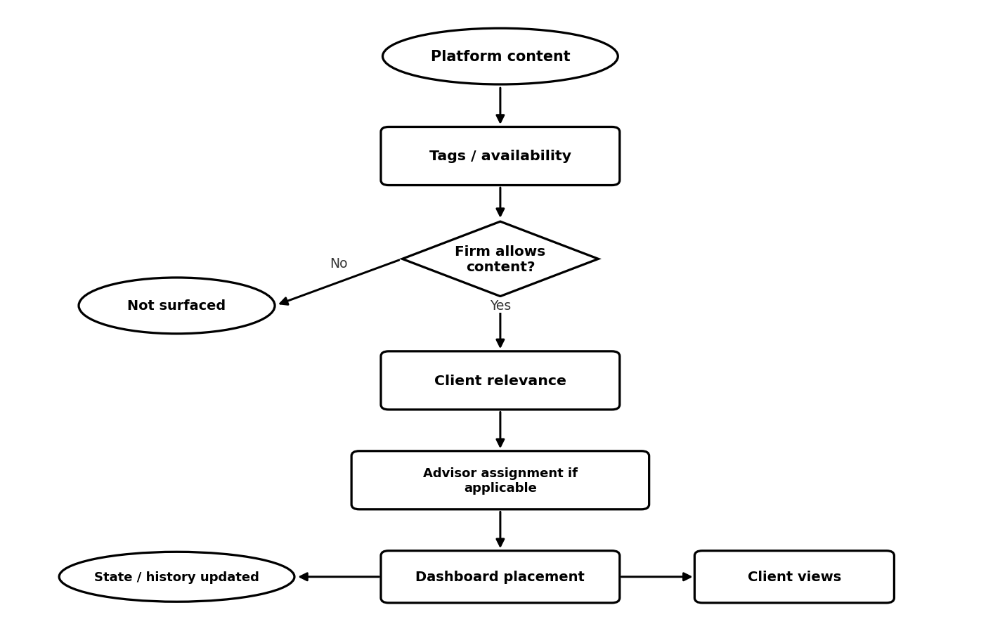 Platform content
Tags / availability
Firm allows
content?
No
Not surfaced
Yes
Client relevance
Advisor assignment if
applicable
State / history updated
Dashboard placement
Client views